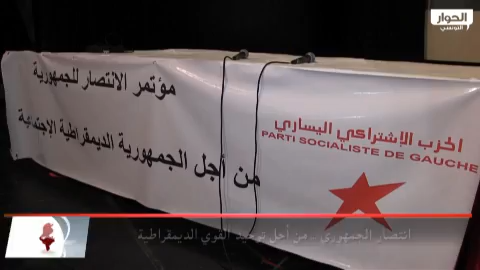 الحوار
التونسي
مؤتمر الانتصار للجمهورية
من أجل الجمهورية الديمقراطية الإجتماعية
الحزب الإشتراكي اليساري
PARTI SOCIALISTE DE GAUCHE
انتصار الجمهوري .. من أجل توحيد القوى الديمقراطية